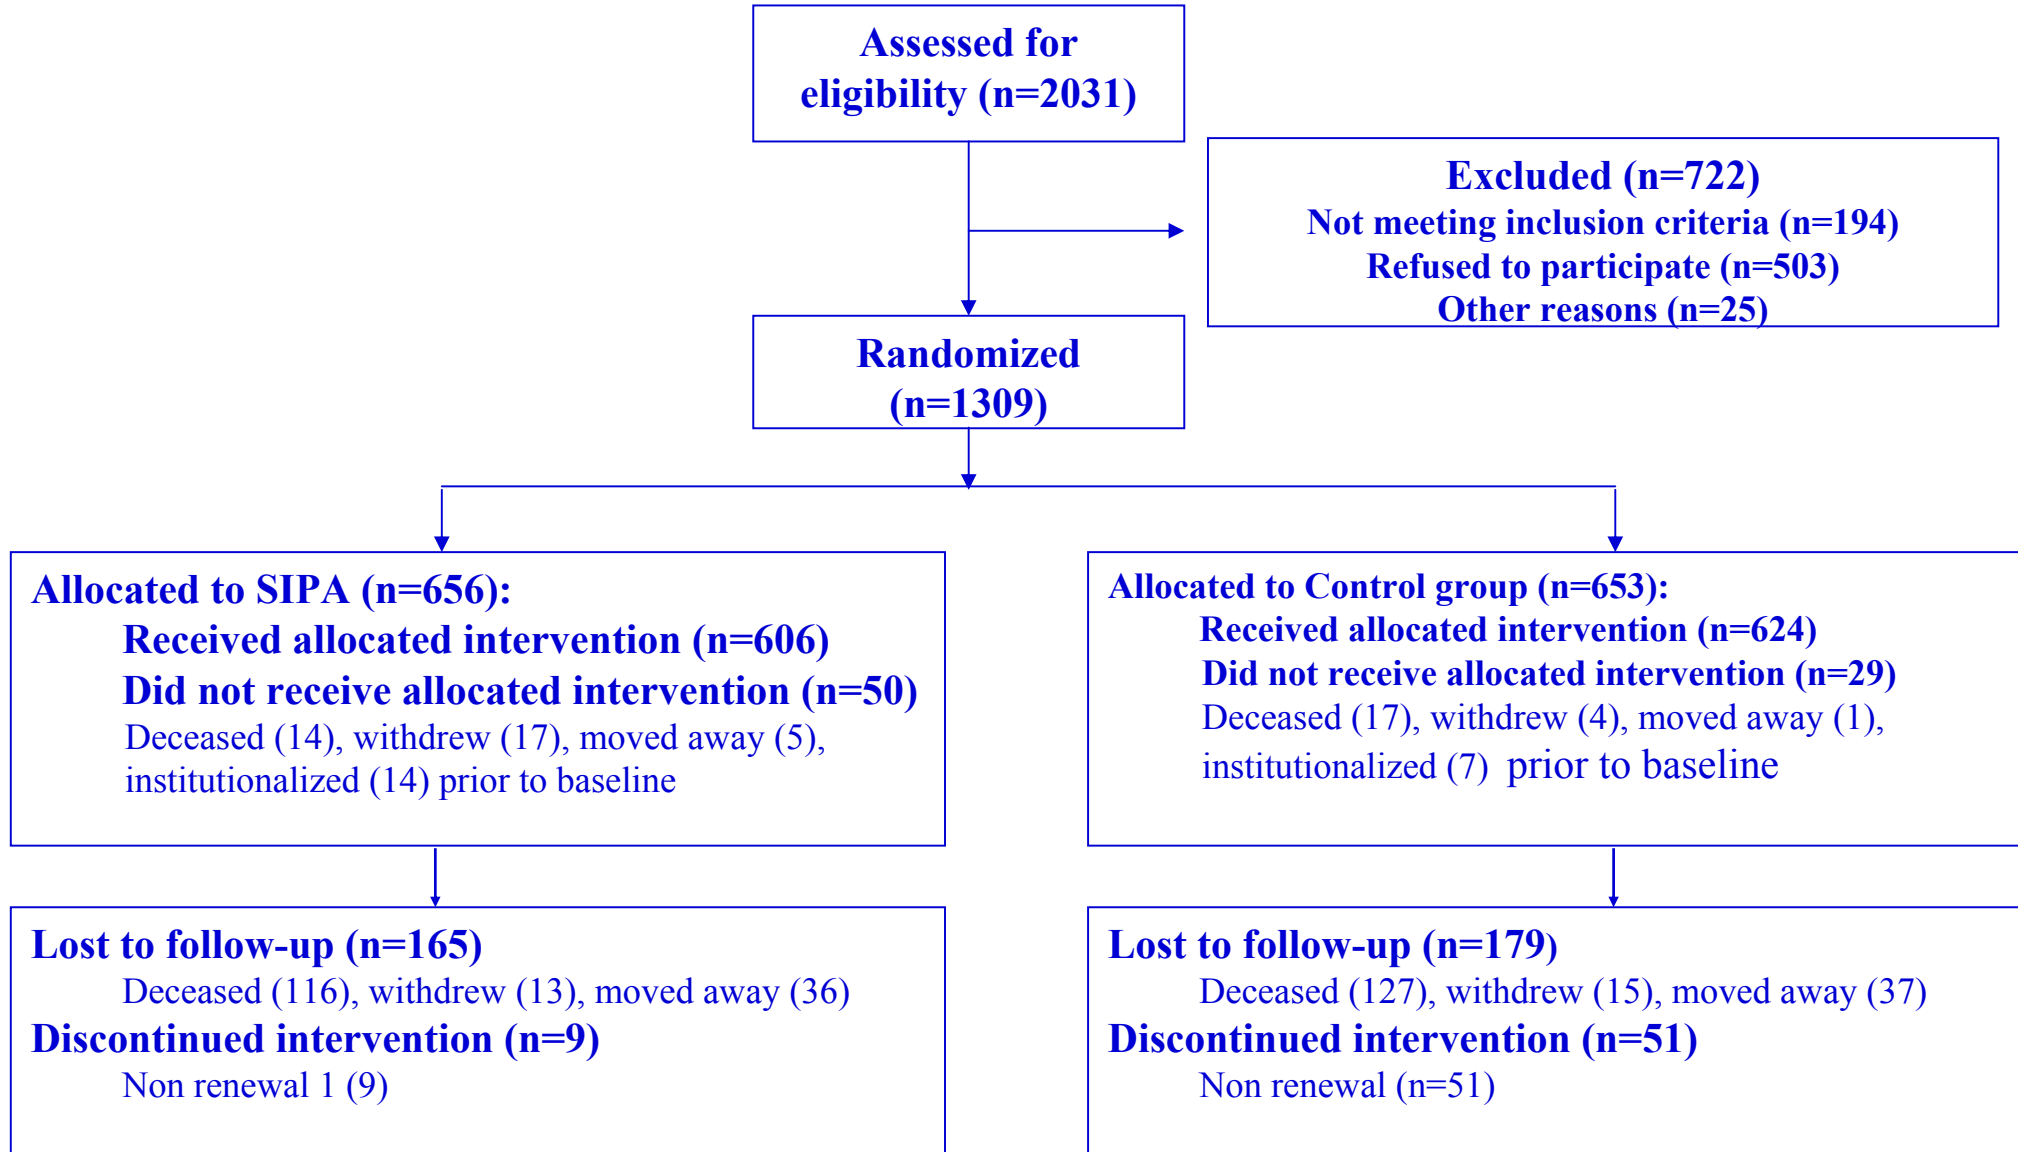 Assessed for
eligibility (n=2031)
Excluded (n=722)
Not meeting inclusion criteria (n=194)
Refused to participate (n=503)
Other reasons (n=25)
Randomized
(n=1309)
Allocated to SIPA (n=656):
Received allocated intervention (n=606)
Did not receive allocated intervention (n=50)
Deceased (14), withdrew (17), moved away (5),
institutionalized (14) prior to baseline
Allocated to Control group (n=653):
Received allocated intervention (n=624)
Did not receive allocated intervention (n=29)
Deceased (17), withdrew (4), moved away (1),
institutionalized (7) prior to baseline
Lost to follow-up (n=165)
Deceased (116), withdrew (13), moved away (36)
Discontinued intervention (n=9)
Non renewal 1 (9)
Lost to follow-up (n=179)
Deceased (127), withdrew (15), moved away (37)
Discontinued intervention (n=51)
Non renewal (n=51)